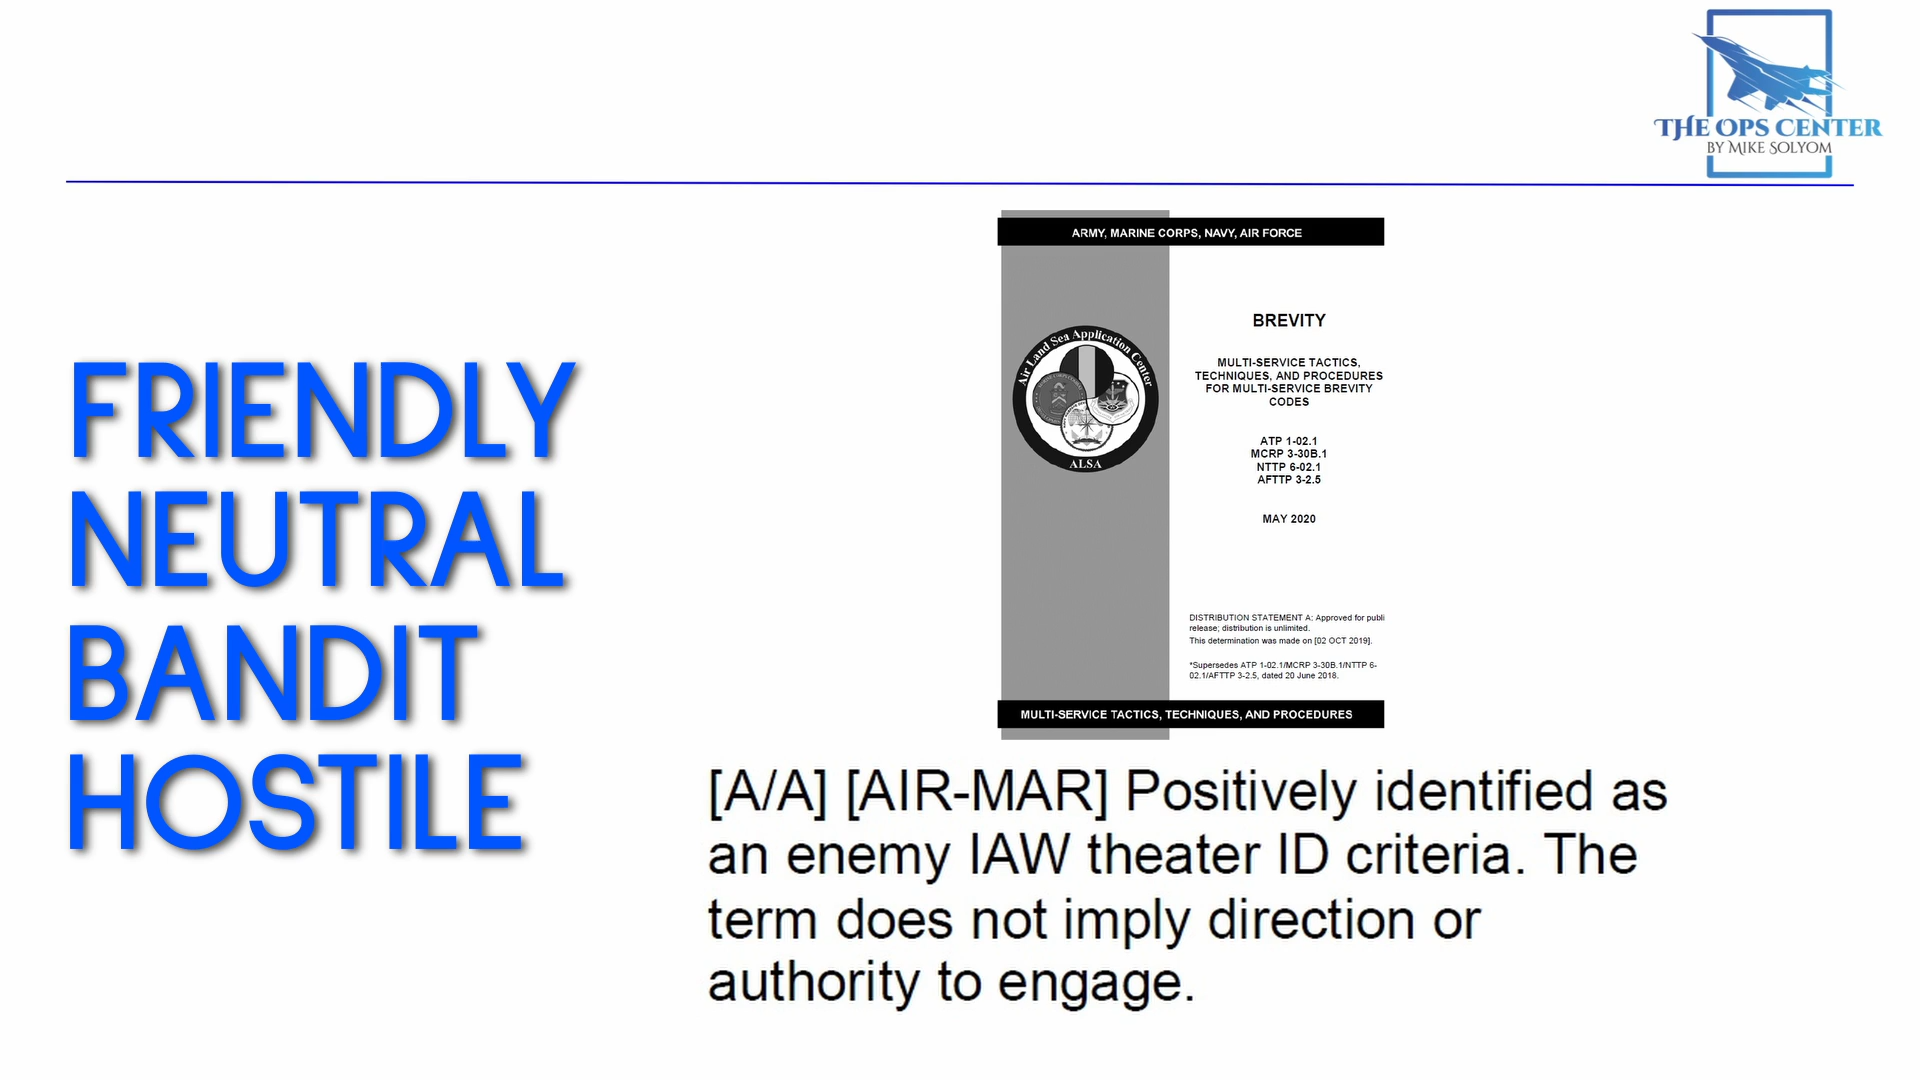 THE OPS CENTER
BY MIKE SOLYOM
ARMY, MARINE CORPS, NAVY, AIR FORCE
Air Land Sea Application Center
ALSA
BREVITY
MULTI-SERVICE TACTICS,
TECHNIQUES, AND PROCEDURES
FOR MULTI-SERVICE BREVITY
CODES
ATP 1-02.1
MCRP 3-30B.1
NTTP 6-02.1
AFTTP 3-2.5
MAY 2020
DISTRIBUTION STATEMENT A: Approved for publi
release; distribution is unlimited.
This determination was made on [02 OCT 2019].
*Supersedes ATP 1-02.1/MCRP 3-30B.1/NTTP 6-
02.1/AFTTP 3-2.5, dated 20 June 2018.
MULTI-SERVICE TACTICS, TECHNIQUES, AND PROCEDURES
FRIENDLY
NEUTRAL
BANDIT
HOSTILE
[A/A] [AIR-MAR] Positively identified as
an enemy IAW theater ID criteria. The
term does not imply direction or
authority to engage.